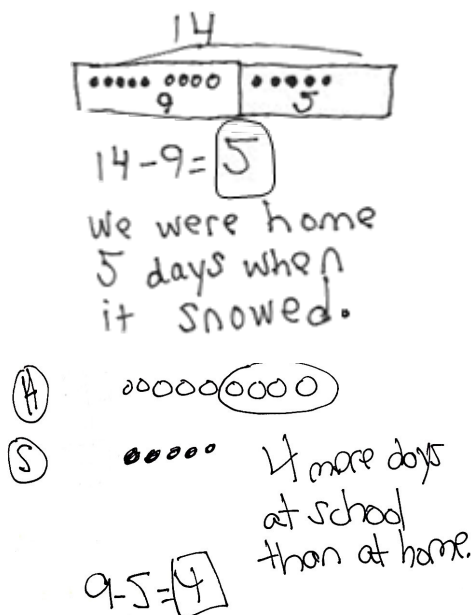 14
9 5
14-9=5
We were home
5 days when
it snowed.
H
S
4 more days
at school
than at home.
9-5=4